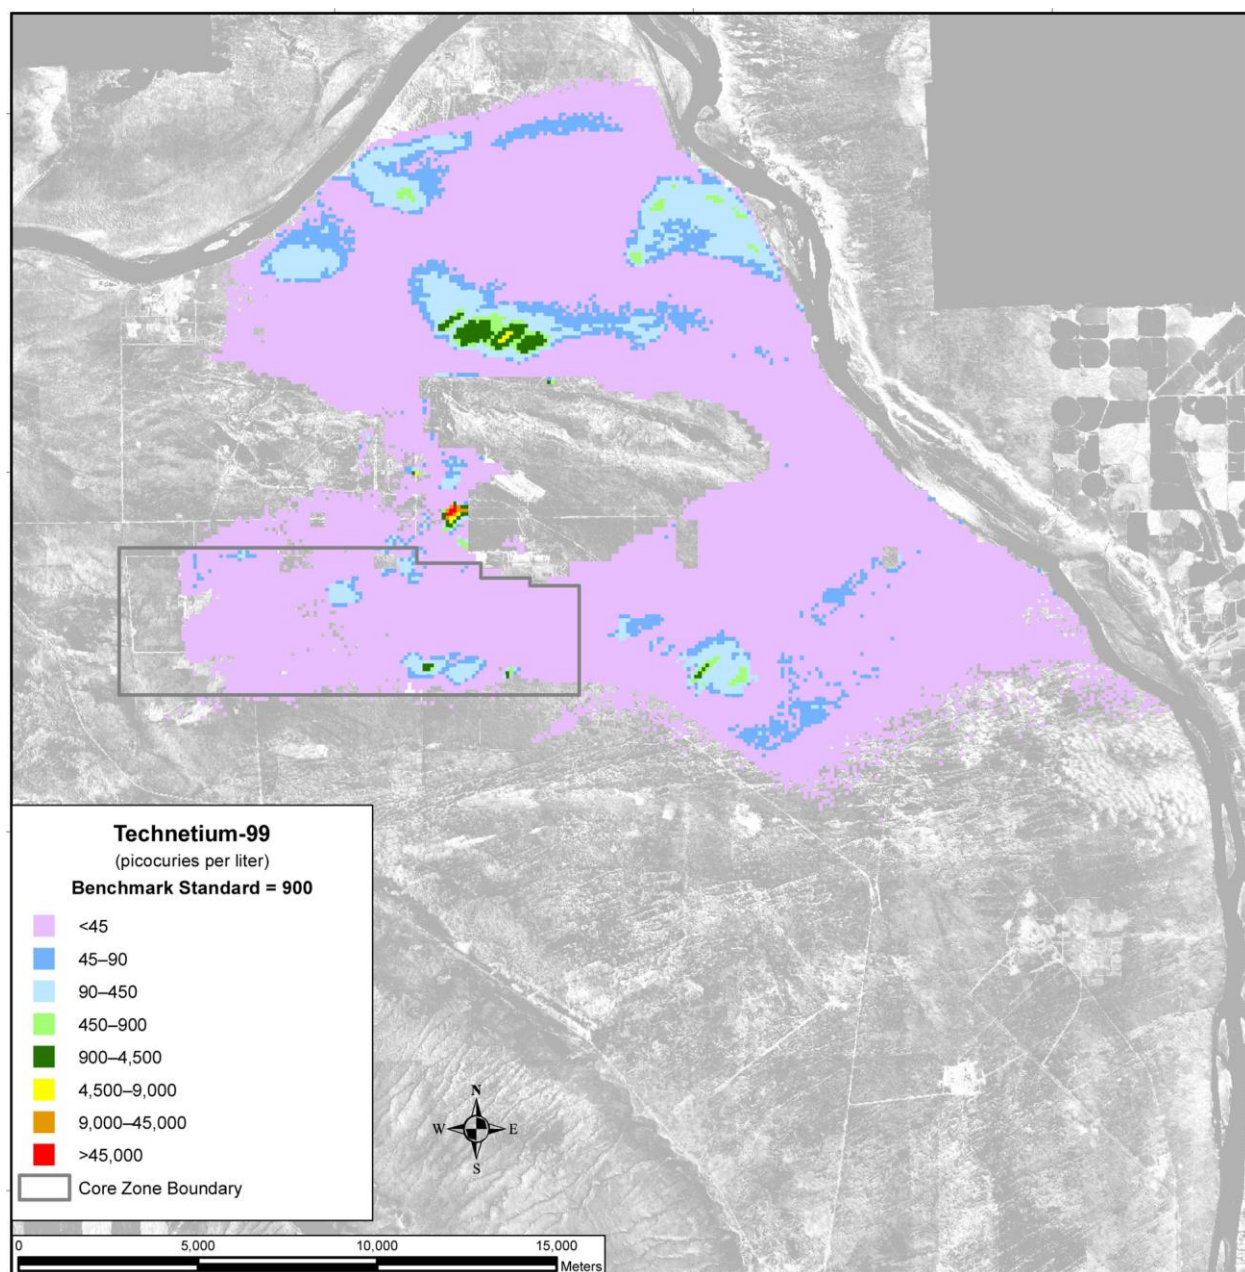 Technetium-99
(picocuries per liter)
Benchmark Standard = 900
<45
45–90
90–450
450–900
900–4,500
4,500–9,000
9,000–45,000
>45,000
Core Zone Boundary
N
W E
S
0 5,000 10,000 15,000
Meters